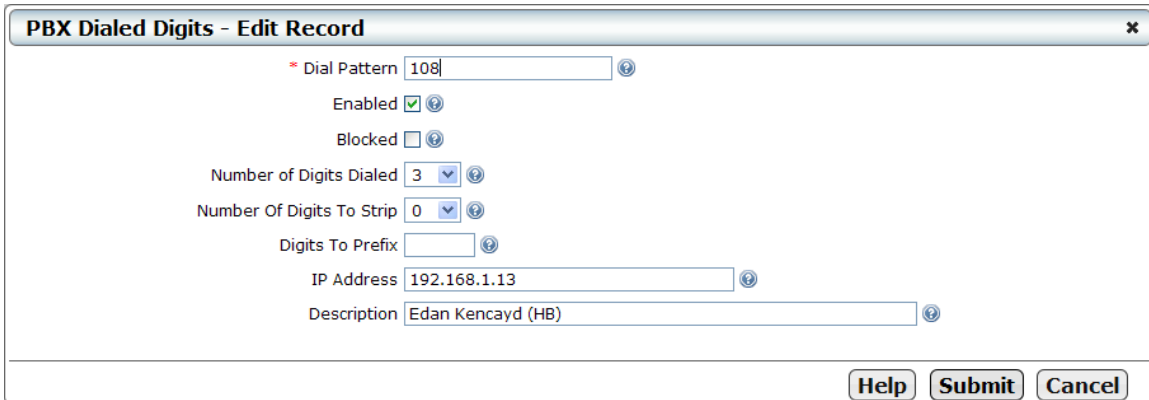 PBX Dialed Digits - Edit Record
* Dial Pattern 108
Enabled
Blocked
Number of Digits Dialed 3
Number Of Digits To Strip 0
Digits To Prefix
IP Address 192.168.1.13
Description Edan Kencayd (HB)
Help Submit Cancel